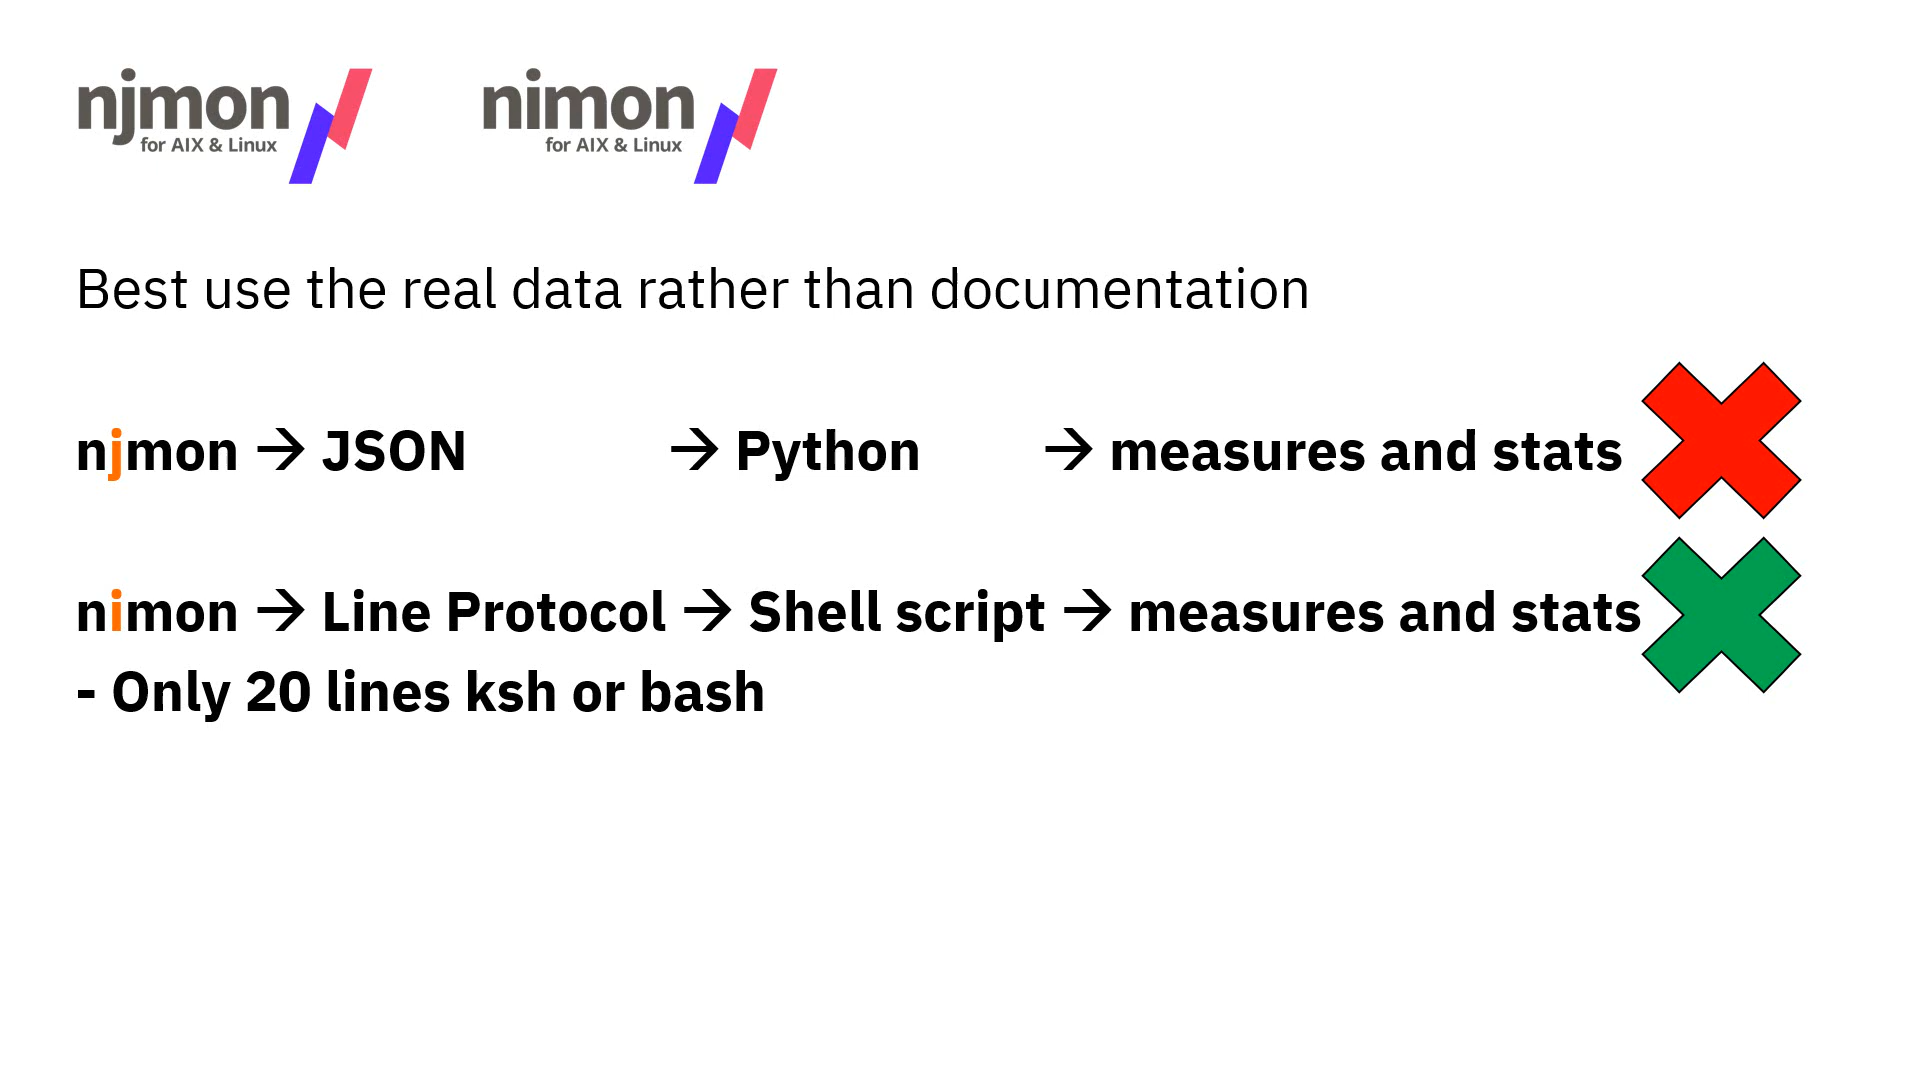 njmon
for AIX & Linux
nimon
for AIX & Linux
Best use the real data rather than documentation
njmon → JSON → Python → measures and stats
nimon → Line Protocol → Shell script → measures and stats
- Only 20 lines ksh or bash